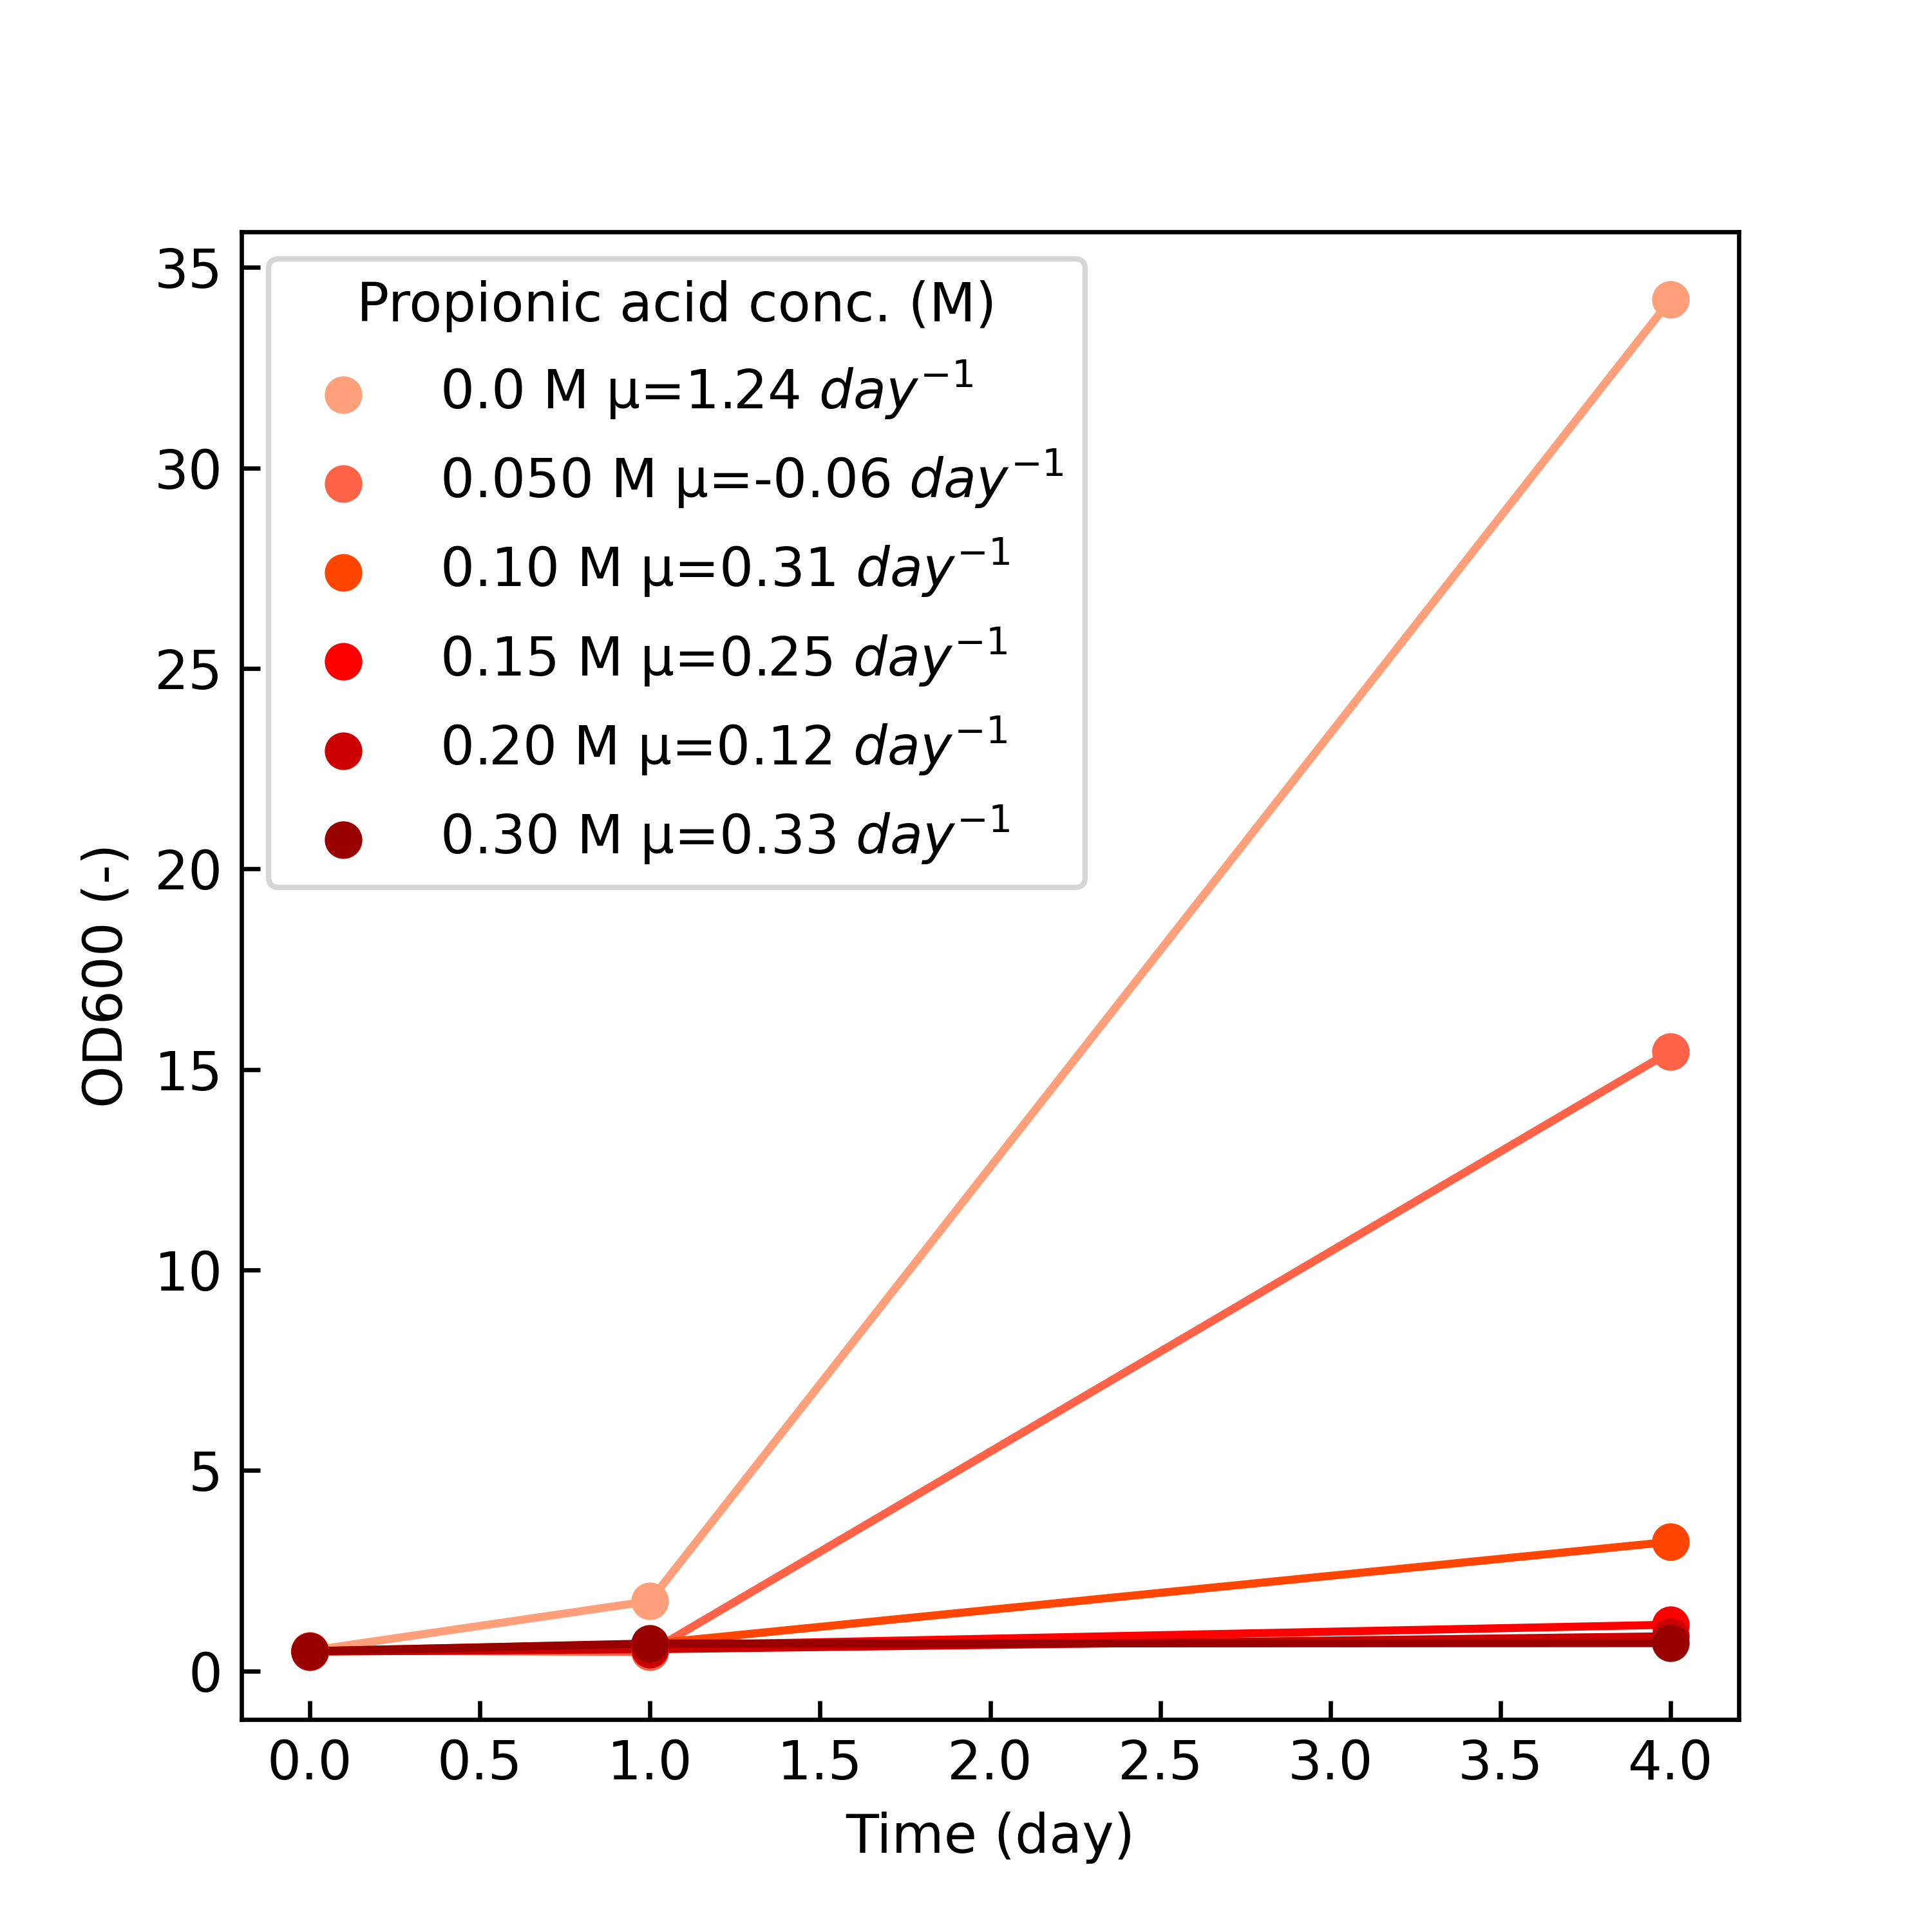 35
30
25
20
15
10
5
0
OD600 (-)
Propionic acid conc. (M)
0.0 M μ=1.24 day⁻¹
0.050 M μ=-0.06 day⁻¹
0.10 M μ=0.31 day⁻¹
0.15 M μ=0.25 day⁻¹
0.20 M μ=0.12 day⁻¹
0.30 M μ=0.33 day⁻¹
0.0 0.5 1.0 1.5 2.0 2.5 3.0 3.5 4.0
Time (day)